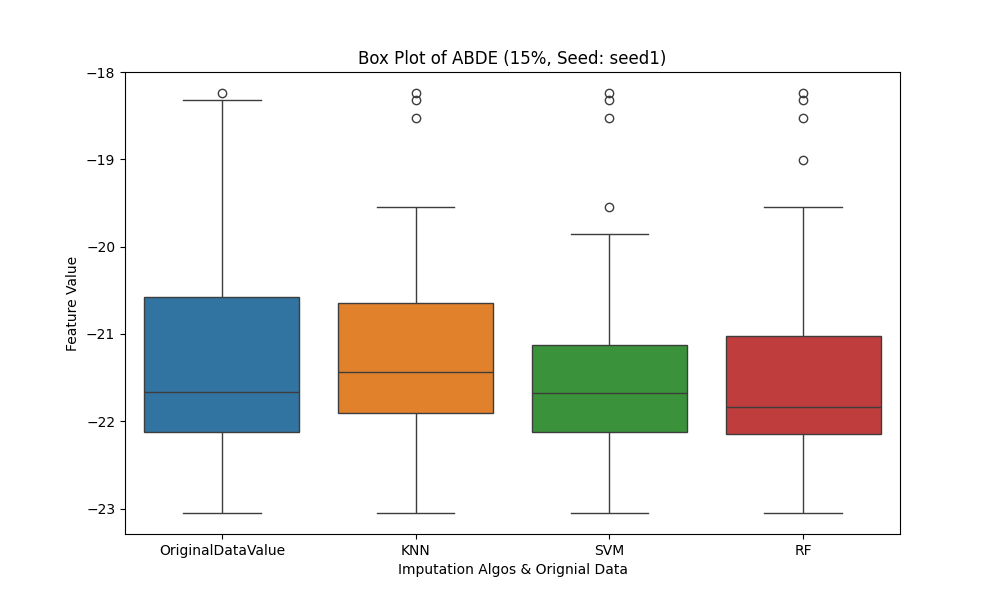 Box Plot of ABDE (15%, Seed: seed1)
−18
−19
−20
−21
−22
−23
Feature Value
OriginalDataValue KNN SVM RF
Imputation Algos & Orignial Data